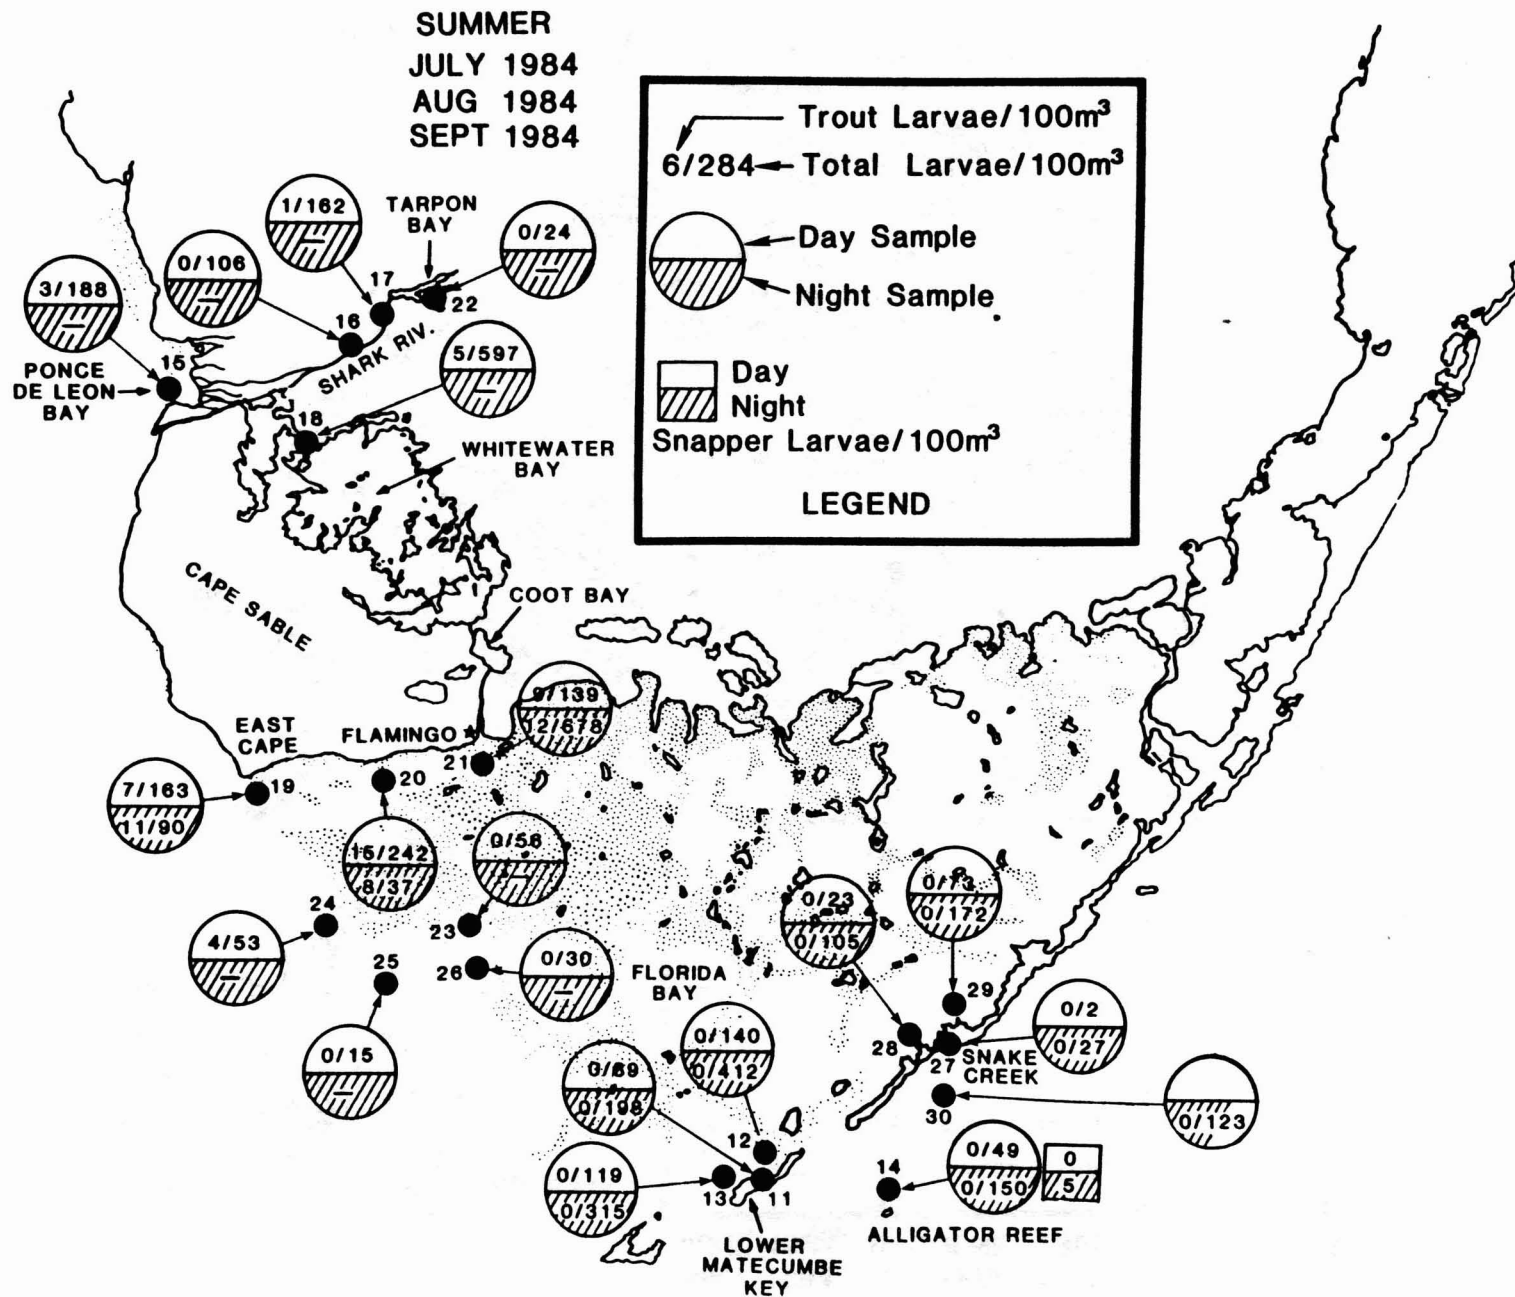 SUMMER
JULY 1984
AUG 1984
SEPT 1984
Trout Larvae/100m³
6/284
Total Larvae/100m³
Day Sample
Night Sample
Day
Night
Snapper Larvae/100m³
LEGEND
1/162
–
TARPON
BAY
0/24
–
0/106
–
3/188
–
17
22
16
15
SHARK RIV.
5/597
–
PONCE
DE LEON
BAY
18
WHITEWATER
BAY
CAPE SABLE
COOT BAY
9/139
2/678
EAST
CAPE
FLAMINGO
21
20
19
7/163
11/90
15/242
8/37
0/56
–
24
23
4/53
–
25
26
0/30
–
FLORIDA
BAY
0/23
0/105
0/73
0/172
29
28
27
SNAKE
CREEK
0/2
0/27
0/15
–
0/140
0/412
0/89
0/198
30
0/123
12
13
11
0/119
0/315
14
0/49
0/150
0
5
ALLIGATOR REEF
LOWER
MATECUMBE
KEY